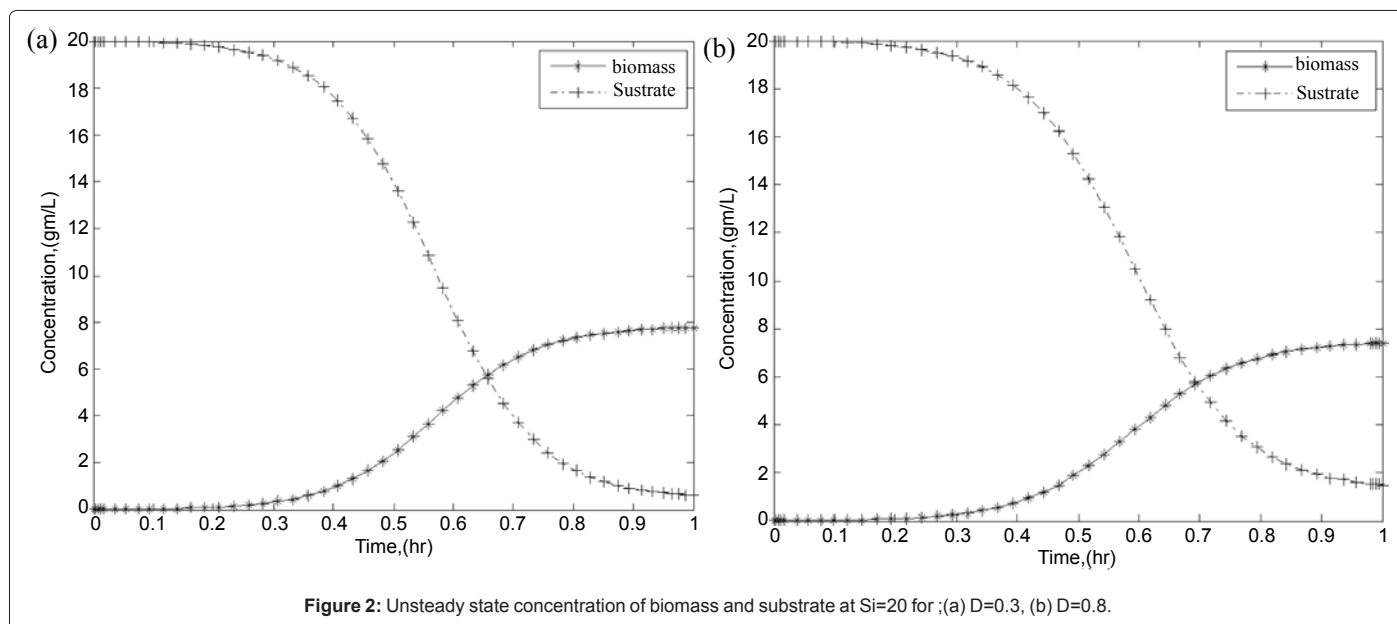 (a)
20
18
16
14
12
10
8
6
4
2
0
Concentration,(gm/L)
biomass
Sustrate
0 0.1 0.2 0.3 0.4 0.5 0.6 0.7 0.8 0.9 1
Time,(hr)
(b)
20
18
16
14
12
10
8
6
4
2
0
Concentration,(gm/L)
biomass
Sustrate
0 0.1 0.2 0.3 0.4 0.5 0.6 0.7 0.8 0.9 1
Time,(hr)
Figure 2: Unsteady state concentration of biomass and substrate at Si=20 for ;(a) D=0.3, (b) D=0.8.